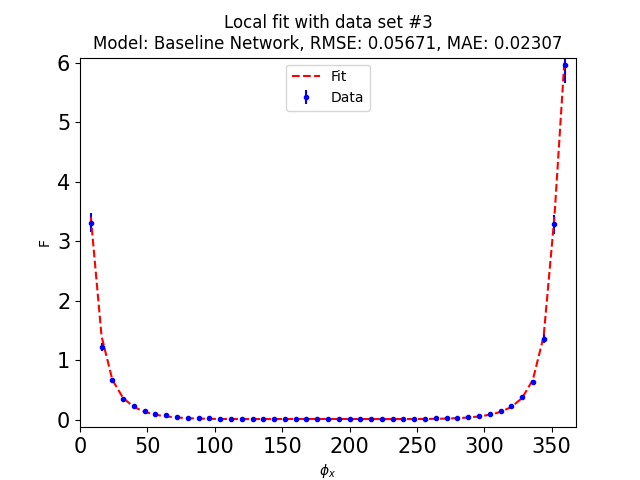 Local fit with data set #3
Model: Baseline Network, RMSE: 0.05671, MAE: 0.02307
Fit
Data
F
6
5
4
3
2
1
0
0 50 100 150 200 250 300 350
ϕx